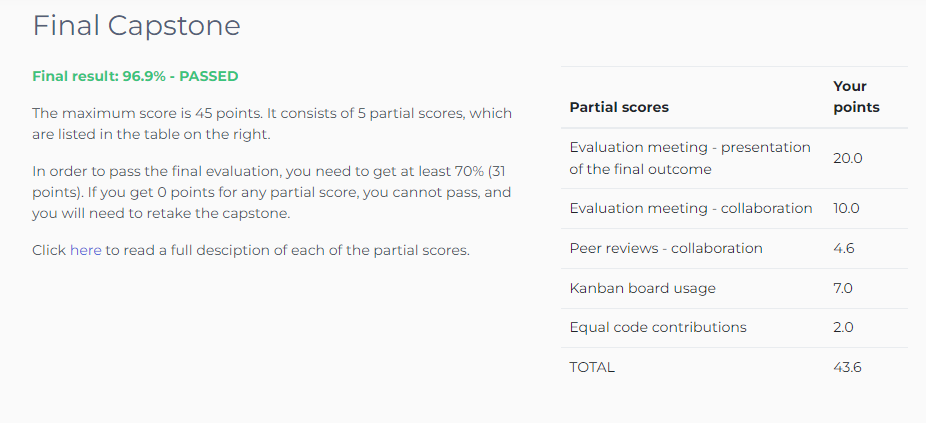 Final Capstone
Final result: 96.9% - PASSED
The maximum score is 45 points. It consists of 5 partial scores, which
are listed in the table on the right.
In order to pass the final evaluation, you need to get at least 70% (31
points). If you get 0 points for any partial score, you cannot pass, and
you will need to retake the capstone.
Click here to read a full desciption of each of the partial scores.
Partial scores
Your
points
Evaluation meeting - presentation
of the final outcome
20.0
Evaluation meeting - collaboration
10.0
Peer reviews - collaboration
4.6
Kanban board usage
7.0
Equal code contributions
2.0
TOTAL
43.6